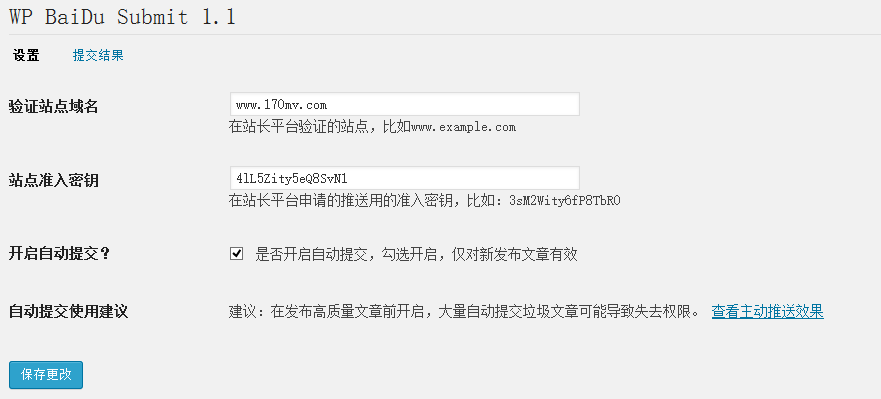 WP BaiDu Submit 1.1
设置 提交结果
验证站点域名 www.170mv.com
在站长平台验证的站点，比如www.example.com
站点准入密钥 4lL5Zity5eQ8SvN1
在站长平台申请的推送用的准入密钥，比如：3sM2Wity6fP8TbRO
开启自动提交？ 是否开启自动提交，勾选开启，仅对新发布文章有效
自动提交使用建议 建议：在发布高质量文章前开启，大量自动提交垃圾文章可能导致失去权限。 查看主动推送效果
保存更改